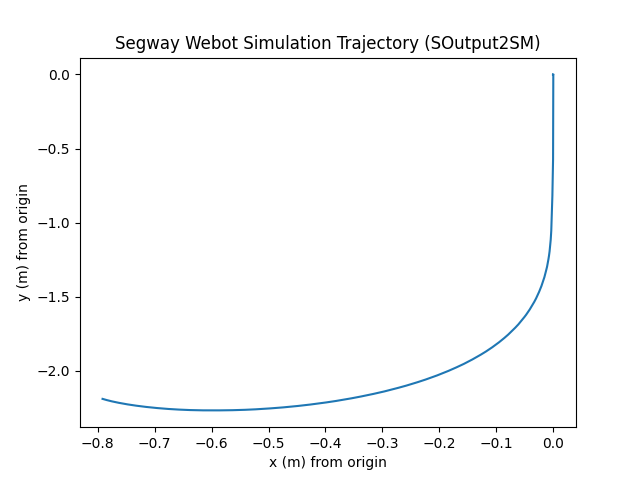 Segway Webot Simulation Trajectory (SOutput2SM)
0.0
−0.5
−1.0
−1.5
−2.0
y (m) from origin
−0.8 −0.7 −0.6 −0.5 −0.4 −0.3 −0.2 −0.1 0.0
x (m) from origin